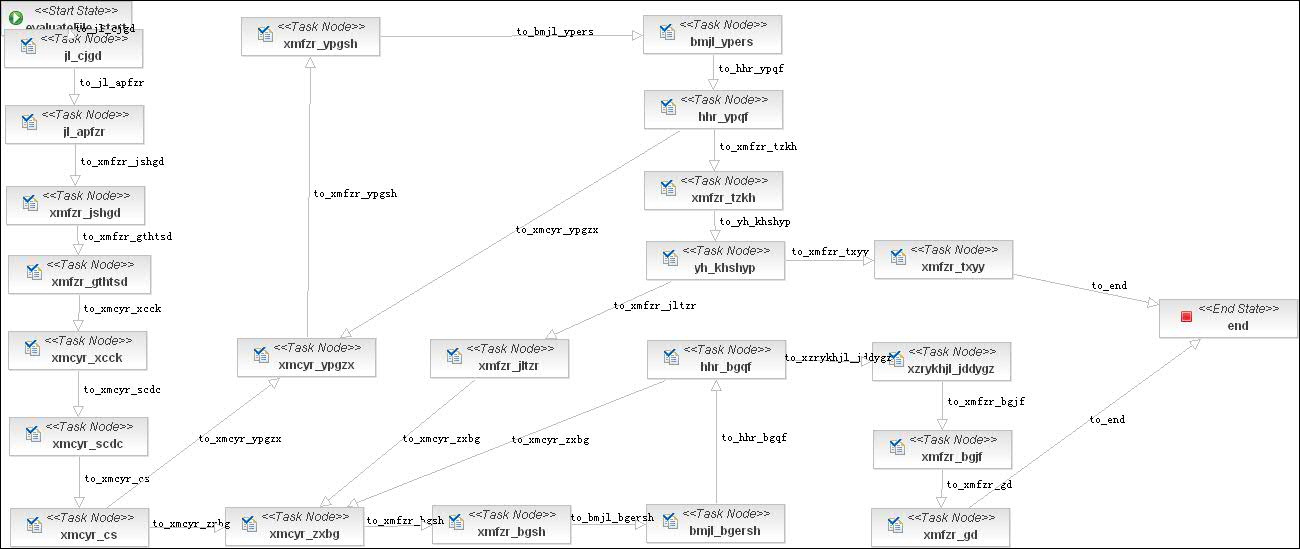 <<Start State>>
evaluateFile_start
to_jl_cjgd
<<Task Node>>
jl_cjgd
to_jl_apfzr
<<Task Node>>
jl_apfzr
to_xmfzr_jshgd
<<Task Node>>
xmfzr_jshgd
to_xmfzr_gthtsd
<<Task Node>>
xmfzr_gthtsd
to_xmcyr_xcck
<<Task Node>>
xmcyr_xcck
to_xmcyr_scdc
<<Task Node>>
xmcyr_scdc
to_xmcyr_cs
<<Task Node>>
xmcyr_cs
to_xmcyr_ypgzx
to_xmcyr_zxbg
<<Task Node>>
xmfzr_ypgsh
to_bmjl_ypers
to_xmfzr_ypgsh
<<Task Node>>
xmcyr_ypgzx
<<Task Node>>
bmjl_ypers
to_hhr_ypqf
<<Task Node>>
hhr_ypqf
to_xmfzr_tzkh
to_xmcyr_ypgzx
<<Task Node>>
xmfzr_tzkh
to_yh_khshyp
<<Task Node>>
yh_khshyp
to_xmfzr_txyy
to_xmfzr_jltzr
<<Task Node>>
xmfzr_txyy
to_end
<<End State>>
end
<<Task Node>>
xmfzr_jltzr
to_xmcyr_zxbg
<<Task Node>>
xmcyr_zxbg
to_xmfzr_bgsh
<<Task Node>>
xmfzr_bgsh
to_bmjl_bgersh
<<Task Node>>
bmjl_bgersh
to_hhr_bgqf
<<Task Node>>
hhr_bgqf
to_xmcyr_zxbg
to_xzrykhjl_jddygz
<<Task Node>>
xzrykhjl_jddygz
to_xmfzr_bgjf
<<Task Node>>
xmfzr_bgjf
to_xmfzr_gd
<<Task Node>>
xmfzr_gd
to_end